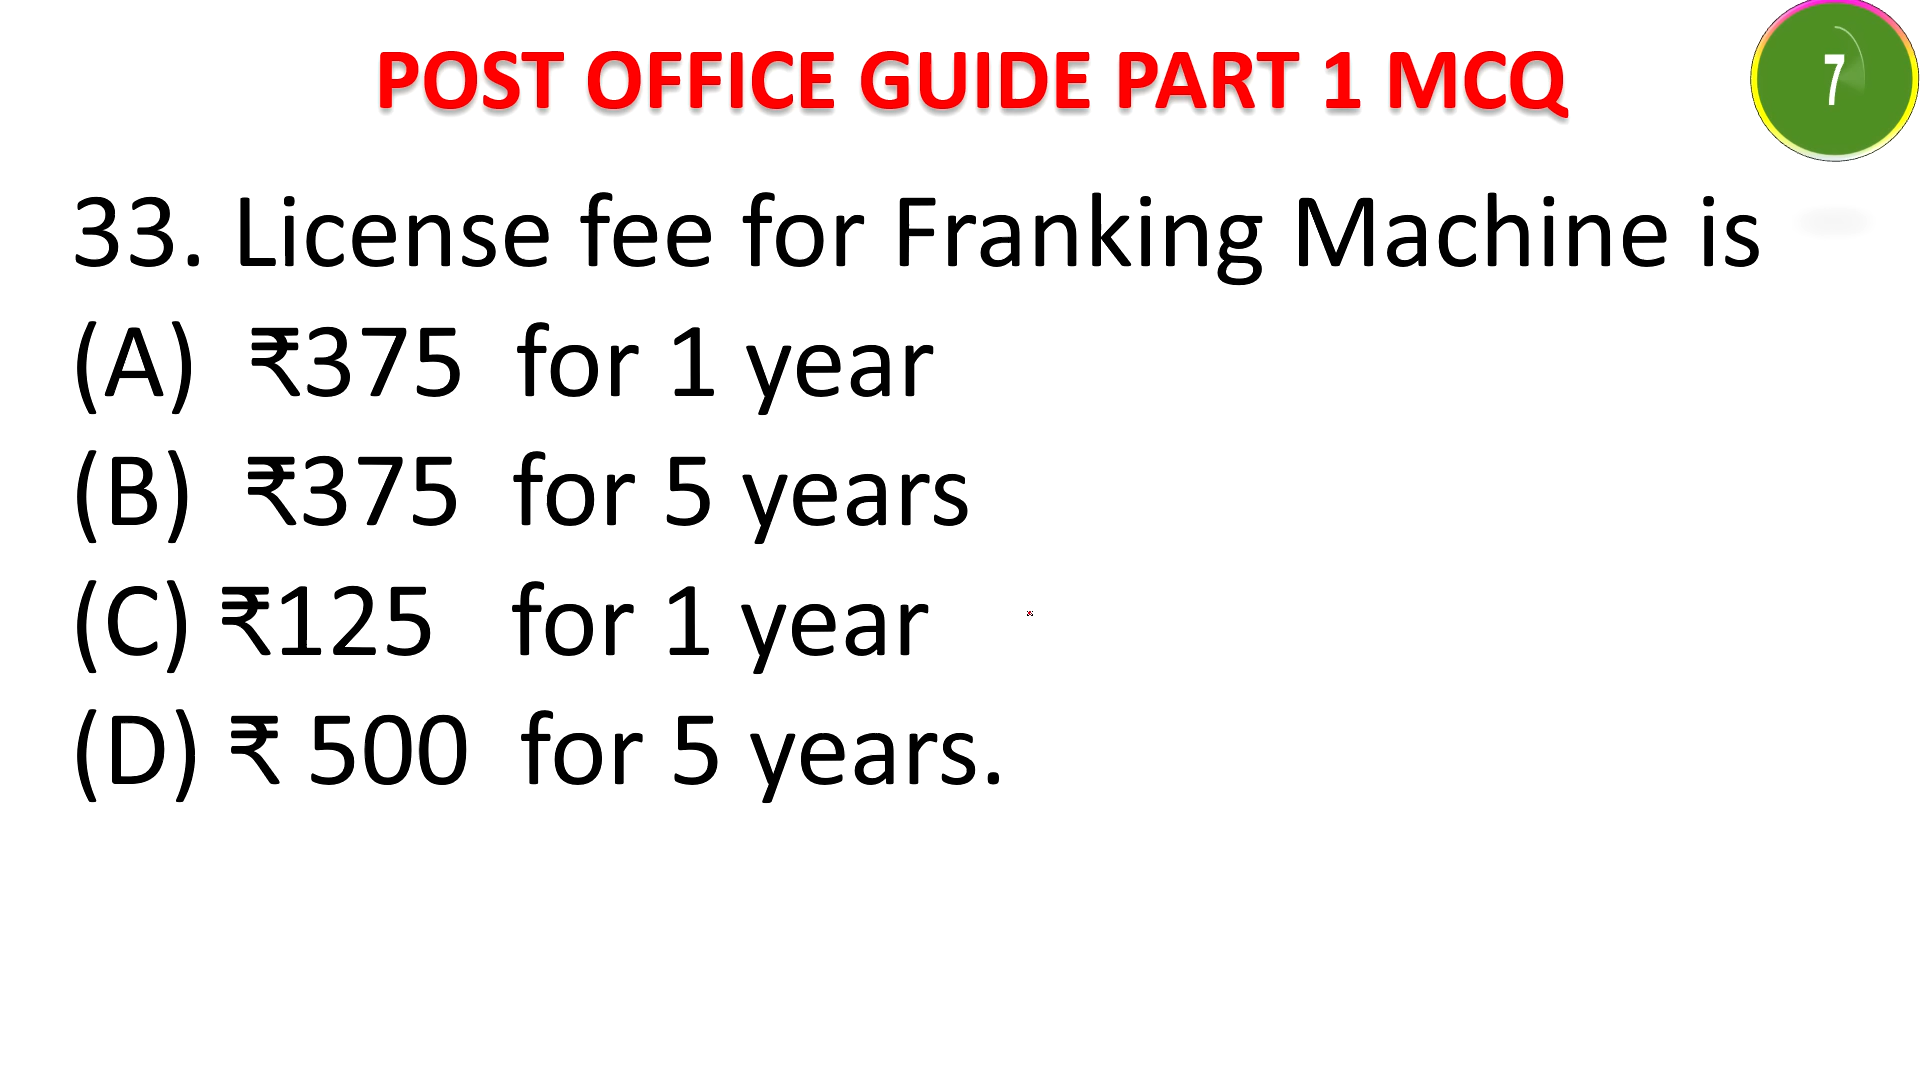 POST OFFICE GUIDE PART 1 MCQ
7
33. License fee for Franking Machine is
(A) ₹375 for 1 year
(B) ₹375 for 5 years
(C) ₹125 for 1 year
(D) ₹ 500 for 5 years.